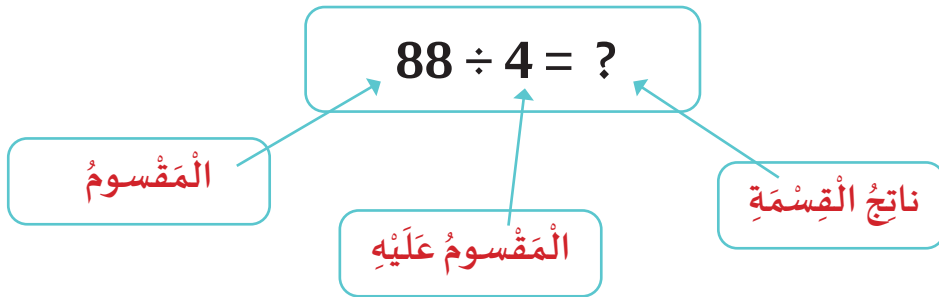 88 ÷ 4 = ?
الْمَقْسومُ
الْمَقْسومُ عَلَيْهِ
ناتِجُ الْقِسْمَةِ